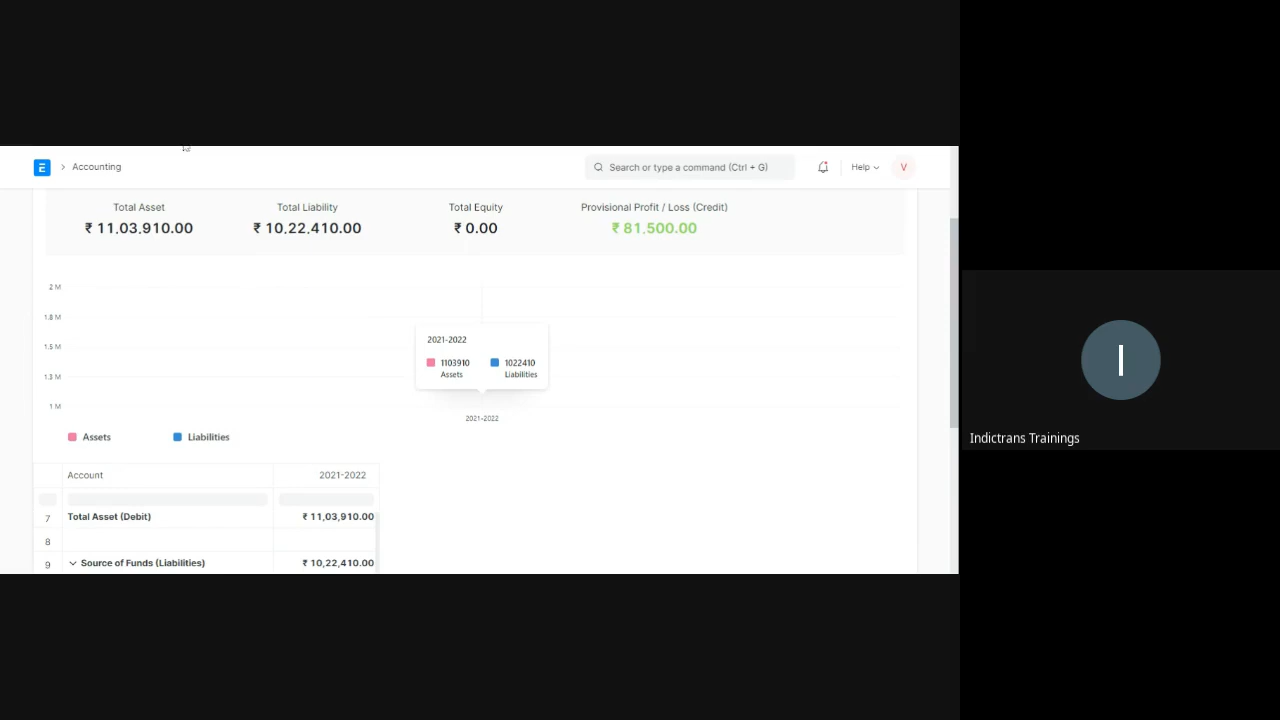 E > Accounting Search or type a command (Ctrl + G) Help V
Total Asset Total Liability Total Equity Provisional Profit / Loss (Credit)
₹ 11,03,910.00 ₹ 10,22,410.00 ₹ 0.00 ₹ 81,500.00
2 M
1.8 M
2021-2022
1.5 M
1103910 1022410
Assets Liabilities
1.3 M
1 M
2021-2022
Assets Liabilities
Account 2021-2022
7 Total Asset (Debit) ₹ 11,03,910.00
8
9 Source of Funds (Liabilities) ₹ 10,22,410.00
I
Indictrans Trainings